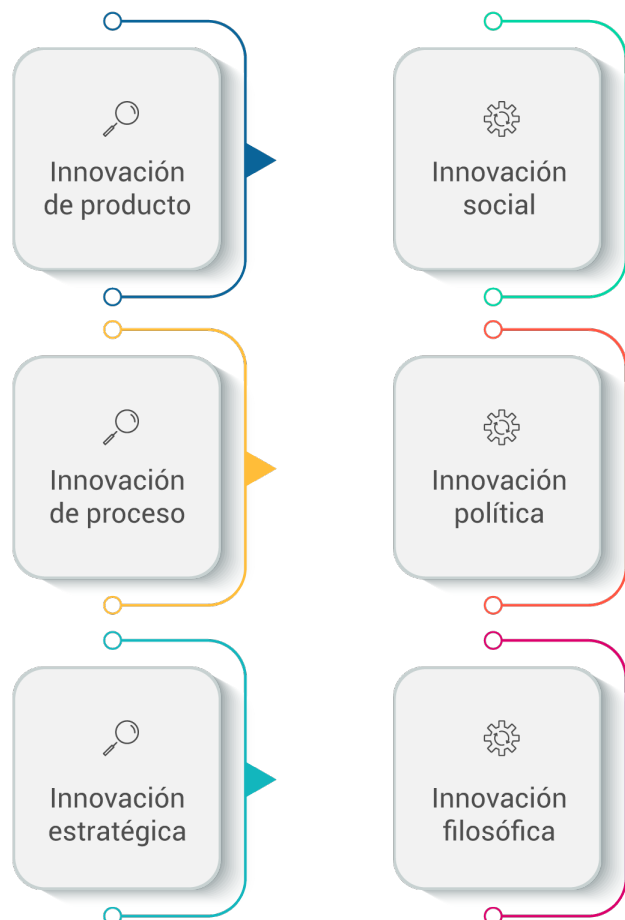 Innovación
de producto
Innovación
social
Innovación
de proceso
Innovación
política
Innovación
estratégica
Innovación
filosófica